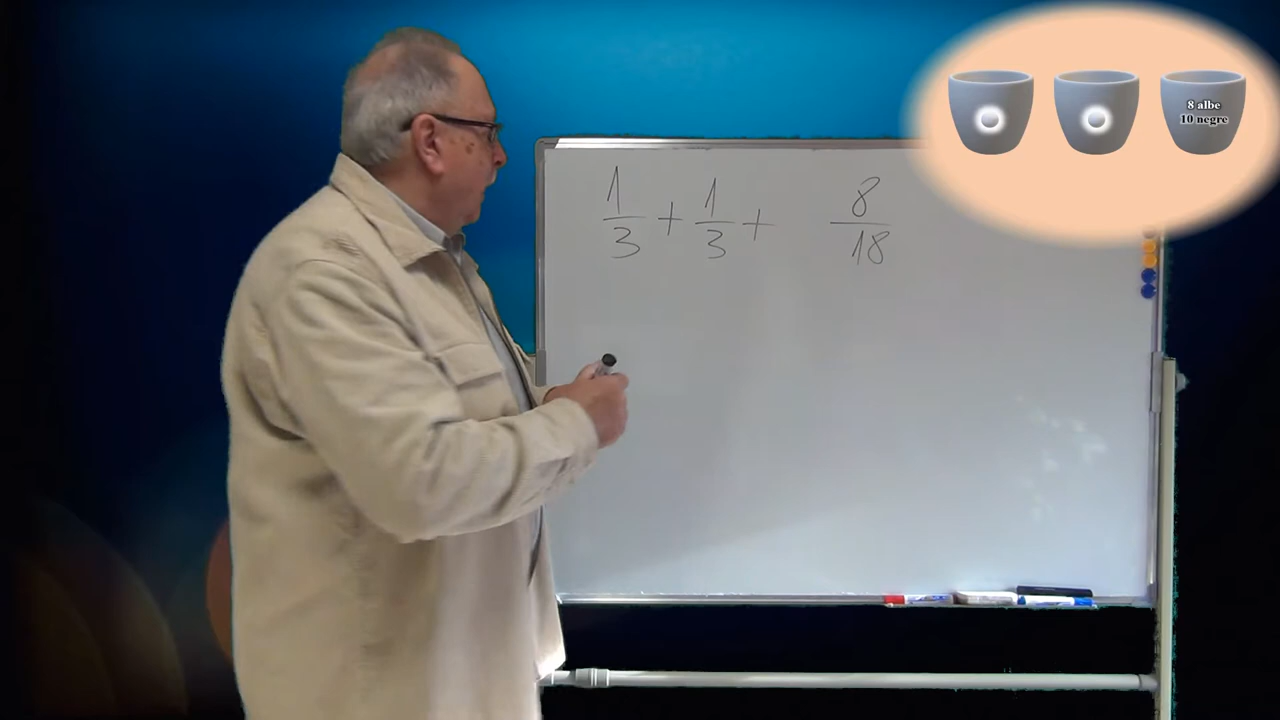 8 albe
10 negre
1/3 + 1/3 + 8/18